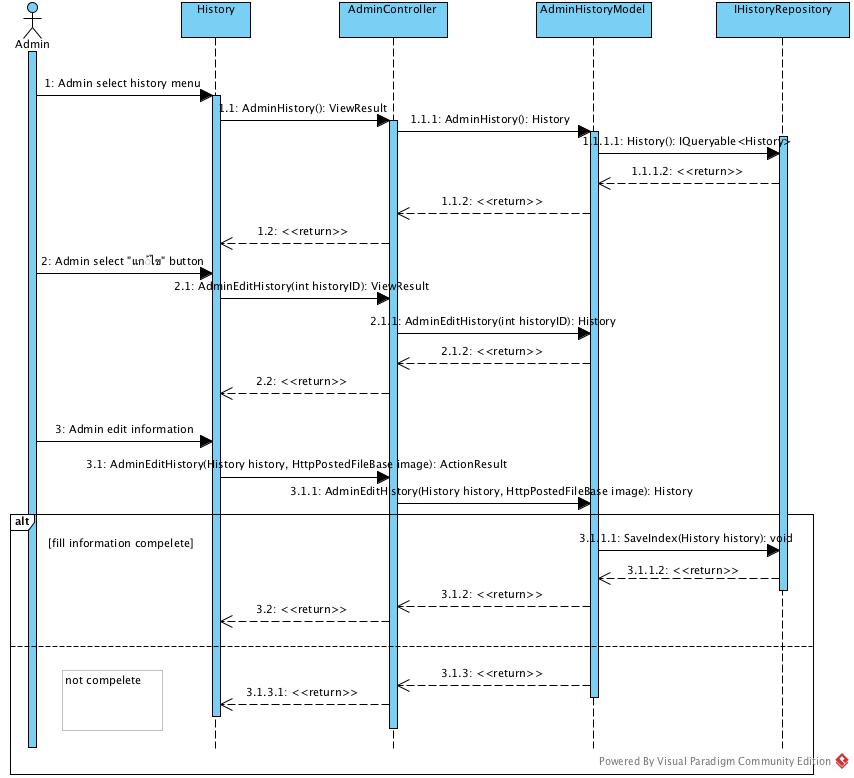 History
AdminController
AdminHistoryModel
IHistoryRepository
Admin
1: Admin select history menu
1.1: AdminHistory(): ViewResult
1.1.1: AdminHistory(): History
1.1.1.1: History(): IQueryable<History>
1.1.1.2: <<return>>
1.1.2: <<return>>
1.2: <<return>>
2: Admin select "แก้ไข" button
2.1: AdminEditHistory(int historyID): ViewResult
2.1.1: AdminEditHistory(int historyID): History
2.1.2: <<return>>
2.2: <<return>>
3: Admin edit information
3.1: AdminEditHistory(History history, HttpPostedFileBase image): ActionResult
3.1.1: AdminEditHistory(History history, HttpPostedFileBase image): History
alt
[fill information compelete]
3.1.1.1: SaveIndex(History history): void
3.1.1.2: <<return>>
3.1.2: <<return>>
3.2: <<return>>
not compelete
3.1.3: <<return>>
3.1.3.1: <<return>>
Powered By Visual Paradigm Community Edition